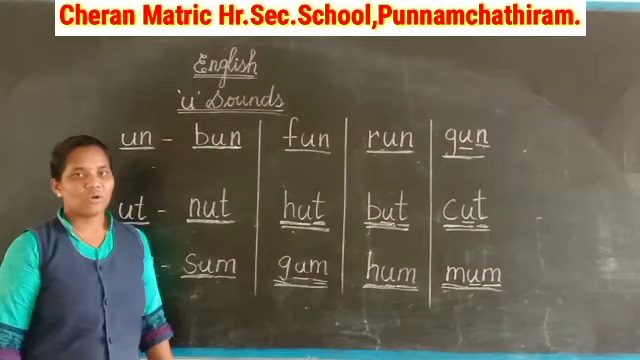 Cheran Matric Hr.Sec.School,Punnamchathiram.
English
'u' Sounds
un - bun fun run gun
ut - nut hut but cut
- sum gum hum mum